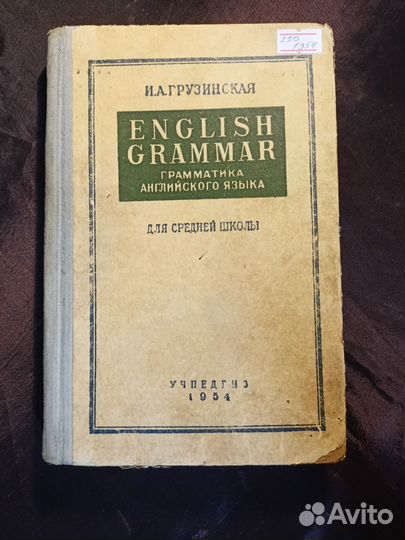 250
1954
И.А.ГРУЗИНСКАЯ
ENGLISH
GRAMMAR
ГРАММАТИКА
АНГЛИЙСКОГО ЯЗЫКА
ДЛЯ СРЕДНЕЙ ШКОЛЫ
УЧПЕДГИЗ
1954
Avito